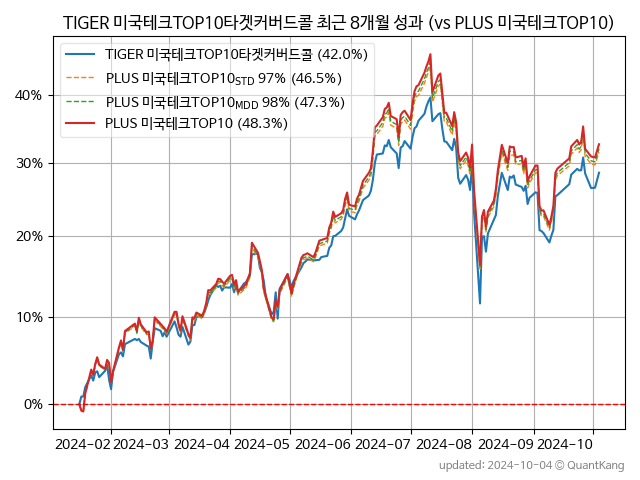 TIGER 미국테크TOP10타겟커버드콜 최근 8개월 성과 (vs PLUS 미국테크TOP10)
TIGER 미국테크TOP10타겟커버드콜 (42.0%)
PLUS 미국테크TOP10STD 97% (46.5%)
PLUS 미국테크TOP10MDD 98% (47.3%)
PLUS 미국테크TOP10 (48.3%)
40%
30%
20%
10%
0%
2024-02 2024-03 2024-04 2024-05 2024-06 2024-07 2024-08 2024-09 2024-10
updated: 2024-10-04 © QuantKang